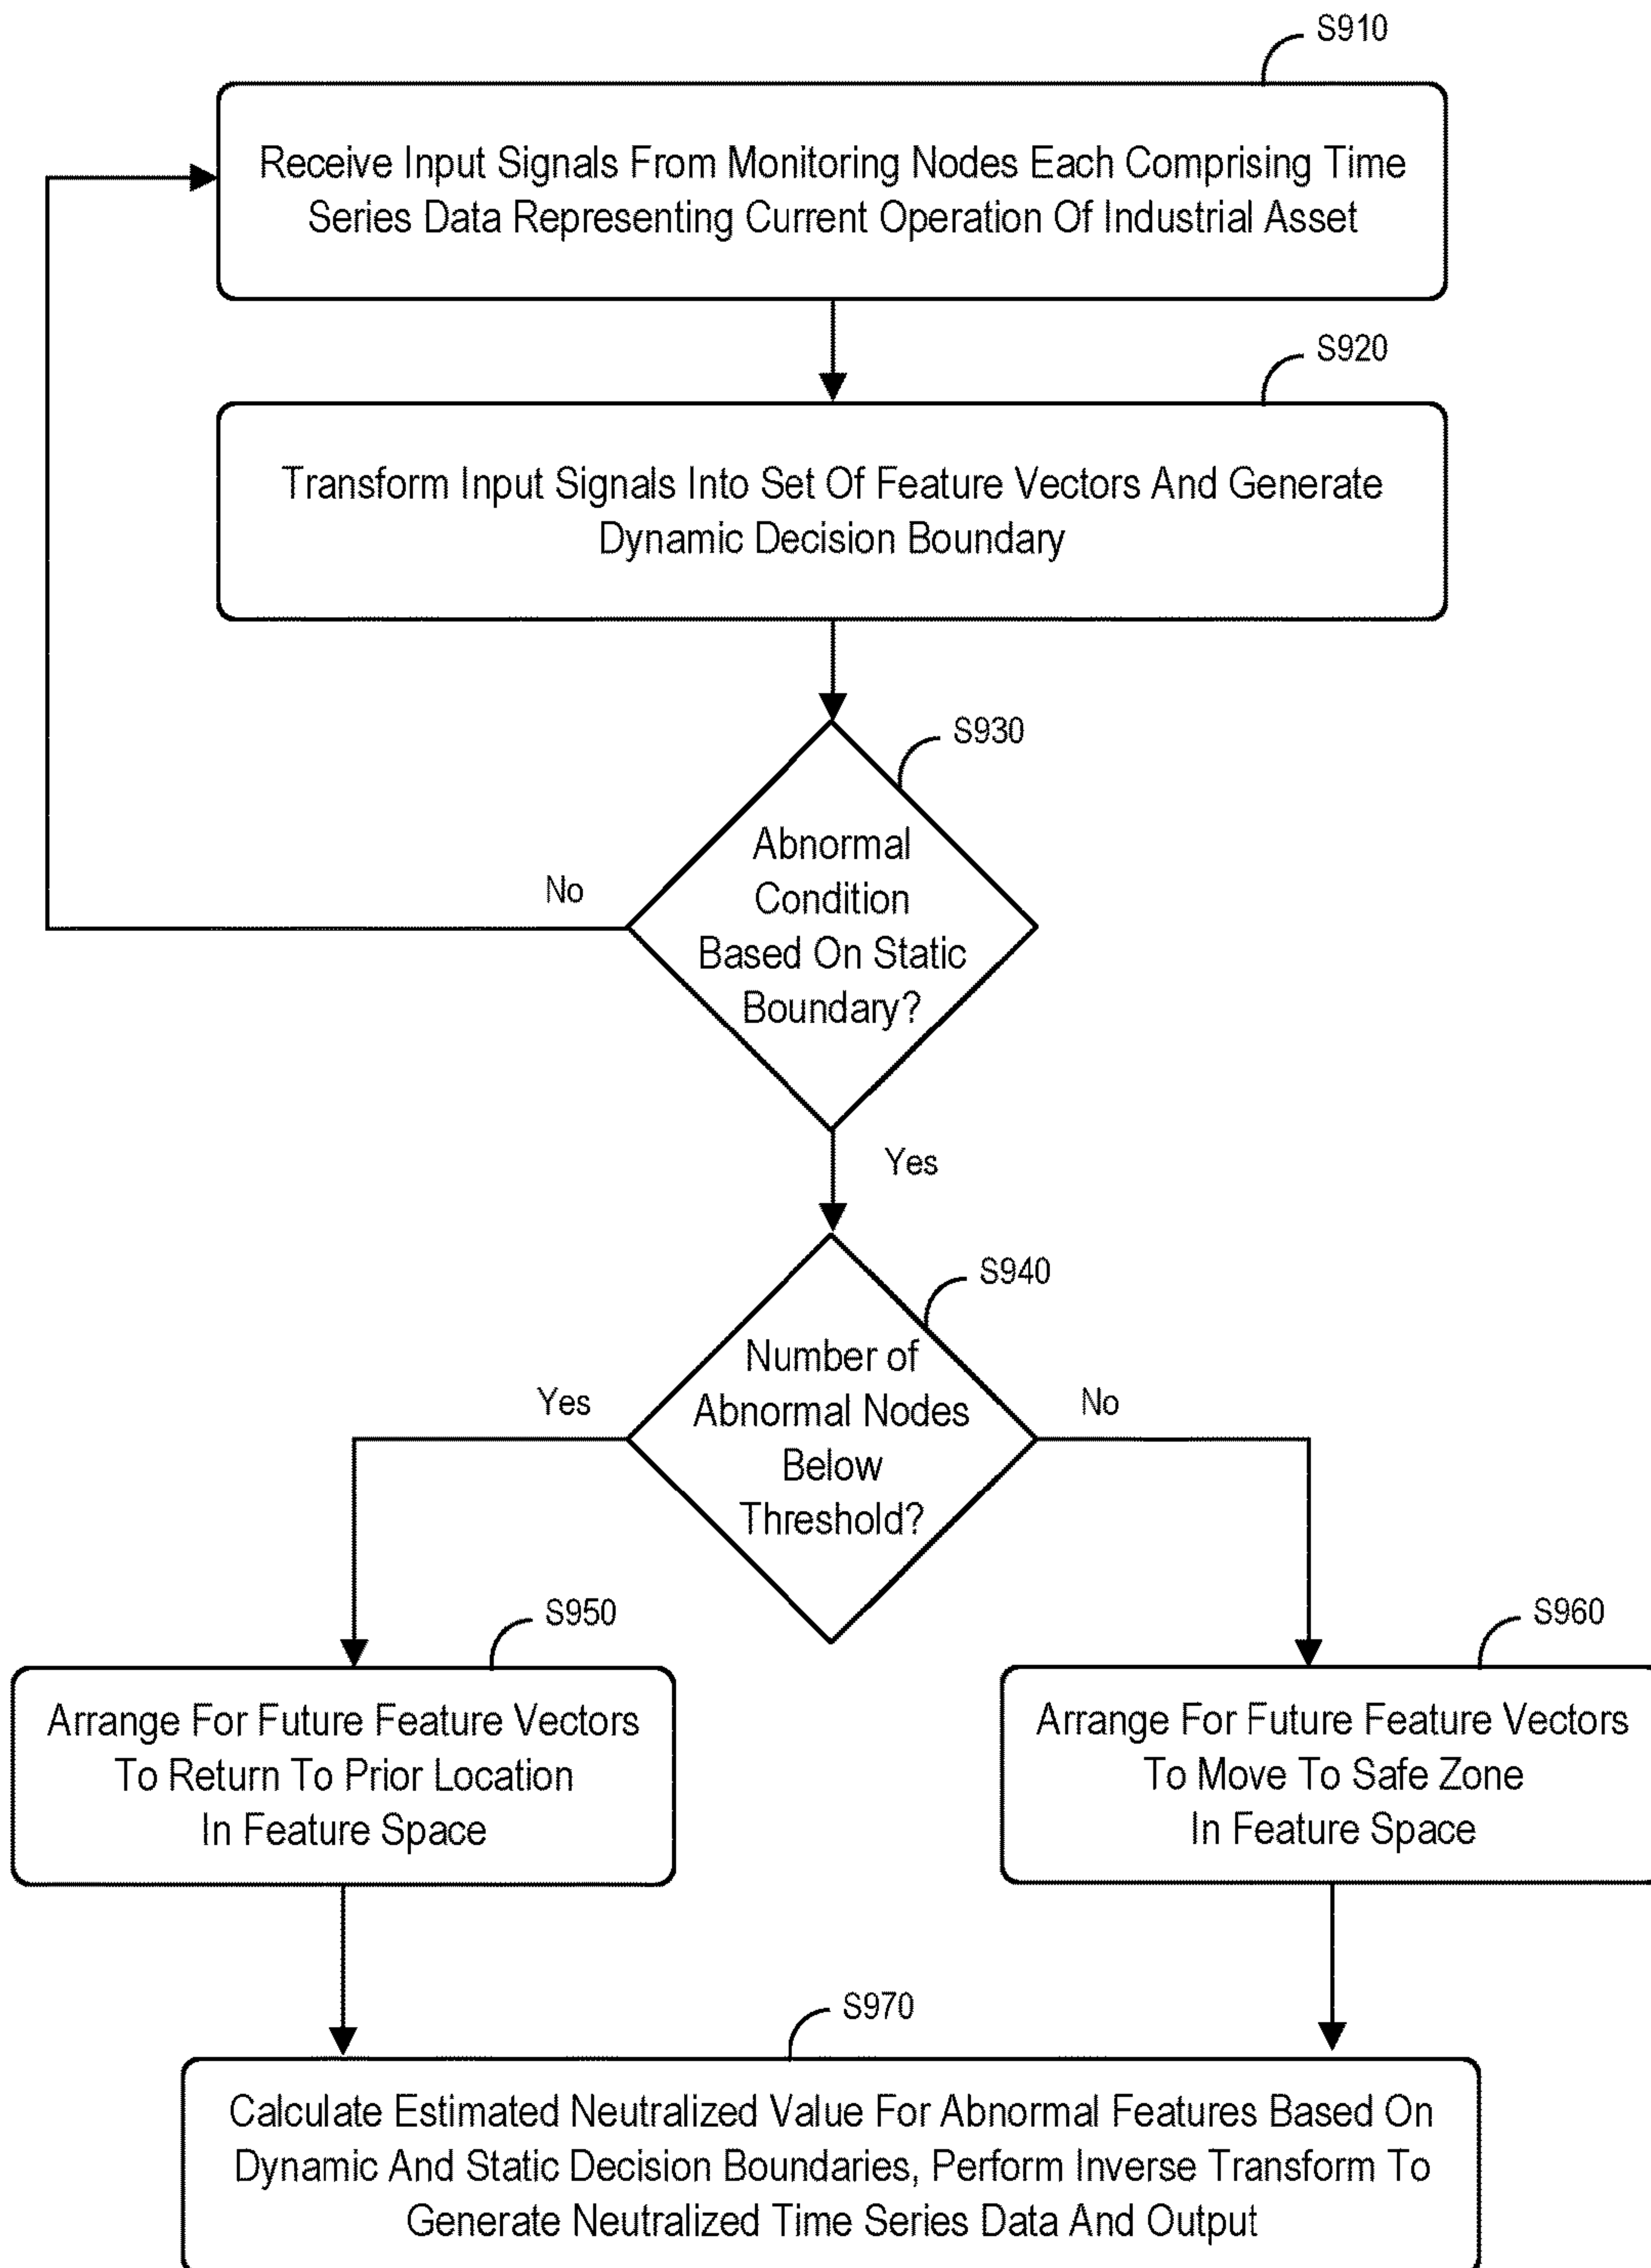 S910
Receive Input Signals From Monitoring Nodes Each Comprising Time
Series Data Representing Current Operation Of Industrial Asset
S920
Transform Input Signals Into Set Of Feature Vectors And Generate
Dynamic Decision Boundary
S930
Abnormal
Condition
Based On Static
Boundary?
No
Yes
S940
Number of
Abnormal Nodes
Below
Threshold?
Yes
No
S950
Arrange For Future Feature Vectors
To Return To Prior Location
In Feature Space
S960
Arrange For Future Feature Vectors
To Move To Safe Zone
In Feature Space
S970
Calculate Estimated Neutralized Value For Abnormal Features Based On
Dynamic And Static Decision Boundaries, Perform Inverse Transform To
Generate Neutralized Time Series Data And Output